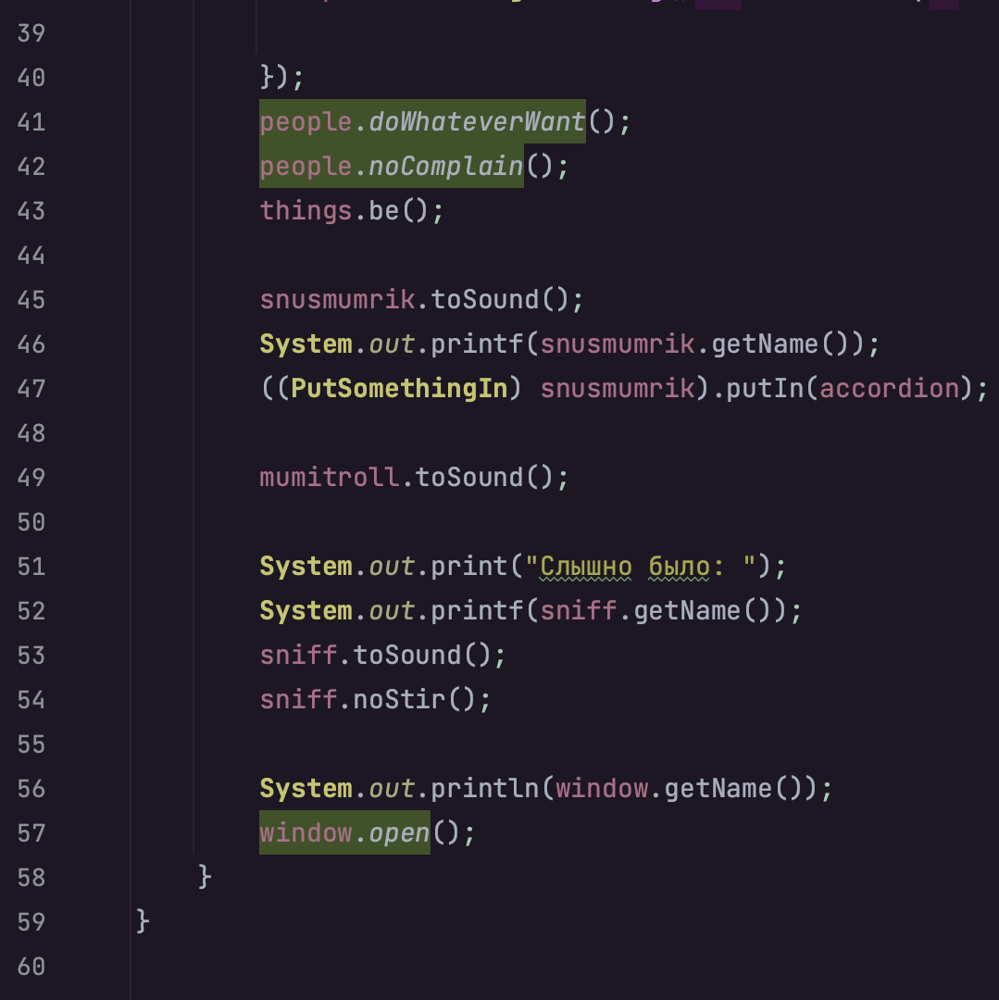 39
40 });
41 people.doWhateverWant();
42 people.noComplain();
43 things.be();
44
45 snusmumrik.toSound();
46 System.out.printf(snusmumrik.getName());
47 ((PutSomethingIn) snusmumrik).putIn(accordion);
48
49 mumitroll.toSound();
50
51 System.out.print("Слышно было: ");
52 System.out.printf(sniff.getName());
53 sniff.toSound();
54 sniff.noStir();
55
56 System.out.println(window.getName());
57 window.open();
58 }
59 }
60